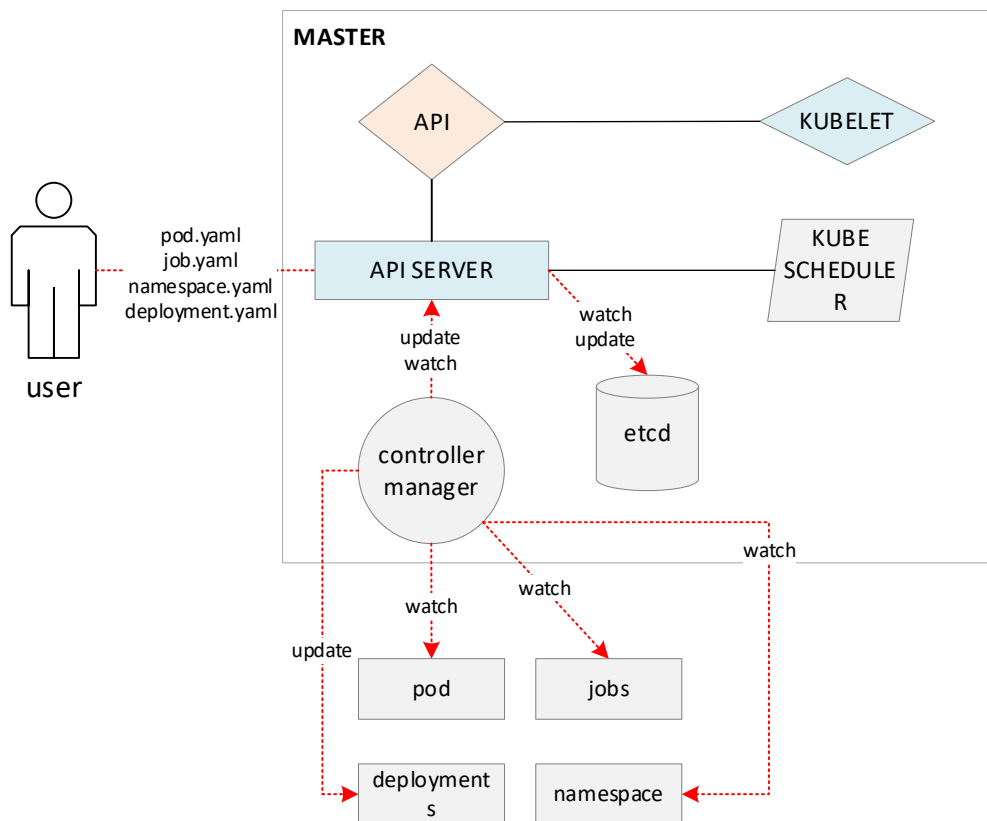 MASTER
API
KUBELET
pod.yaml
job.yaml
namespace.yaml
deployment.yaml
API SERVER
KUBE
SCHEDULE
R
user
update
watch
watch
update
etcd
controller
manager
watch
watch
watch
update
pod
jobs
deployment
s
namespace